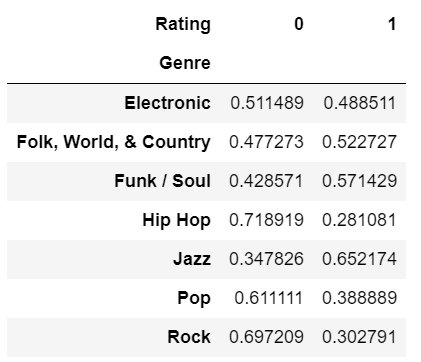 Rating 0 1
Genre
Electronic 0.511489 0.488511
Folk, World, & Country 0.477273 0.522727
Funk / Soul 0.428571 0.571429
Hip Hop 0.718919 0.281081
Jazz 0.347826 0.652174
Pop 0.611111 0.388889
Rock 0.697209 0.302791